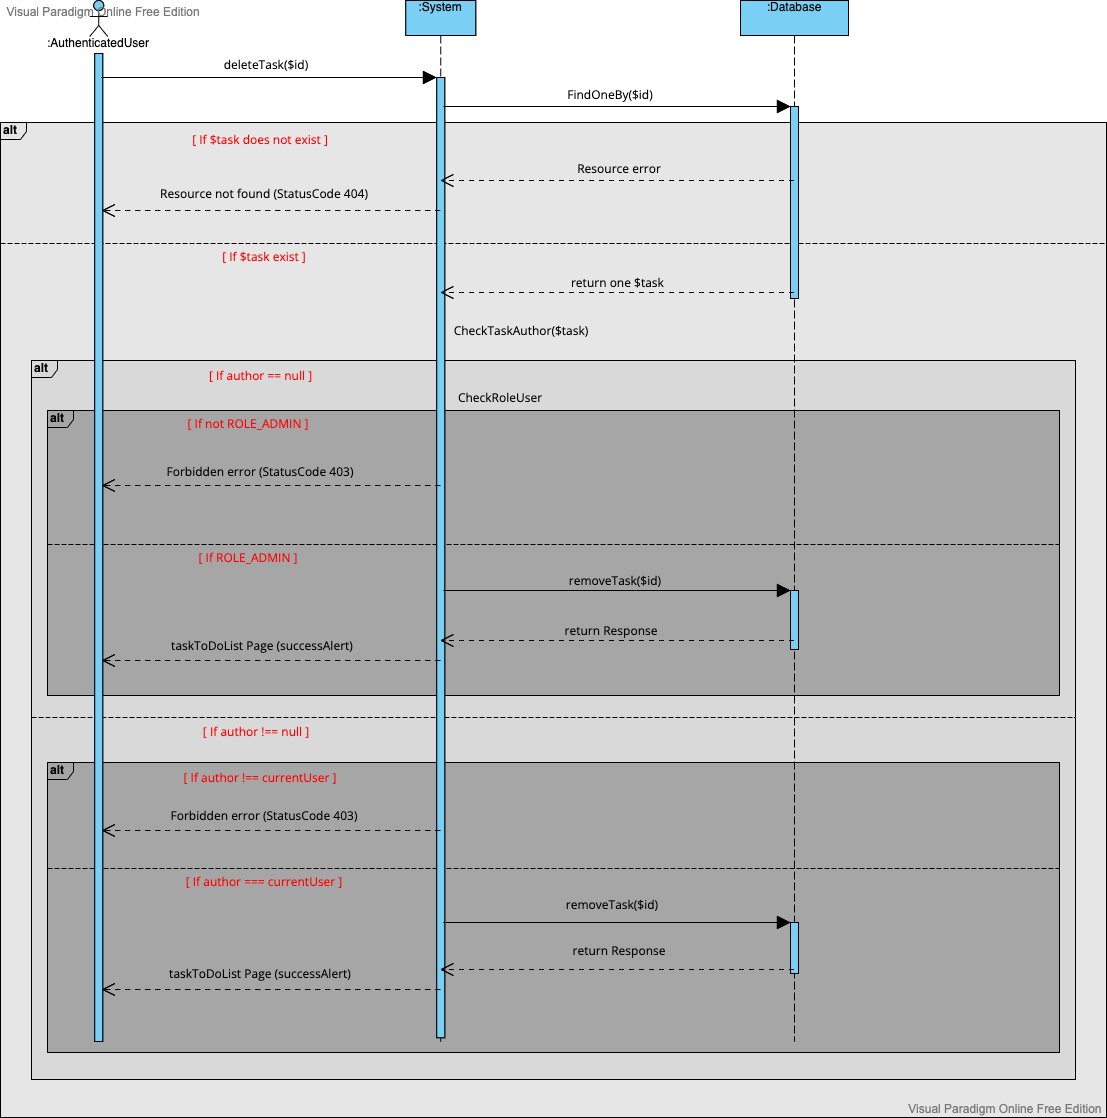 Visual Paradigm Online Free Edition
:AuthenticatedUser
:System
:Database
deleteTask($id)
FindOneBy($id)
alt
[ If $task does not exist ]
Resource error
Resource not found (StatusCode 404)
[ If $task exist ]
return one $task
CheckTaskAuthor($task)
alt
[ If author == null ]
CheckRoleUser
alt
[ If not ROLE_ADMIN ]
Forbidden error (StatusCode 403)
[ If ROLE_ADMIN ]
removeTask($id)
return Response
taskToDoList Page (successAlert)
[ If author !== null ]
alt
[ If author !== currentUser ]
Forbidden error (StatusCode 403)
[ If author === currentUser ]
removeTask($id)
return Response
taskToDoList Page (successAlert)
Visual Paradigm Online Free Edition